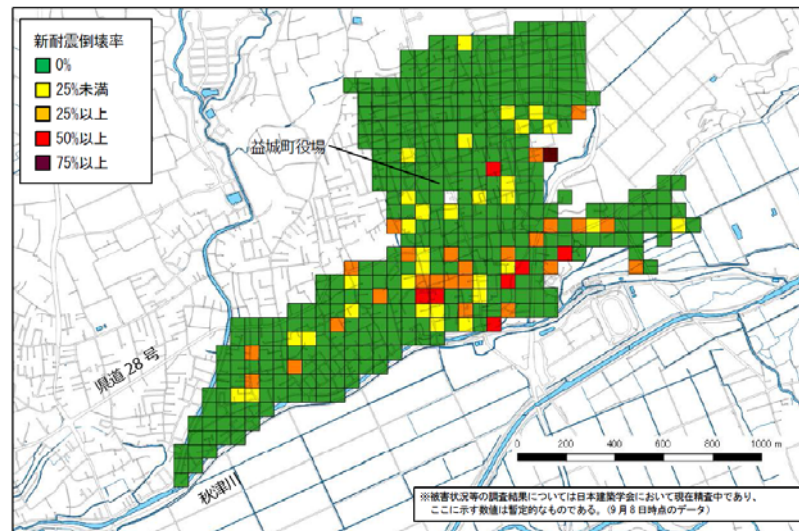 新耐震倒壊率
0%
25%未満
25%以上
50%以上
75%以上
益城町役場
県道28号
秋津川
0 200 400 600 800 1000 m
※被害状況等の調査結果については日本建築学会において現在精査中であり、
ここに示す数値は暫定的なものである。(9月8日時点のデータ)